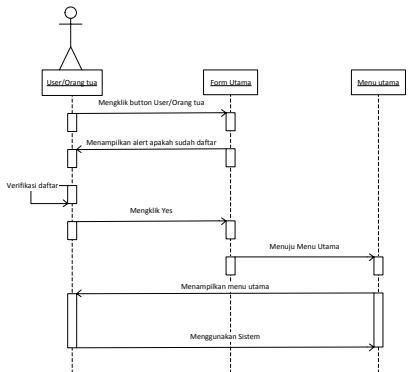 User/Orang tua
Form Utama
Menu utama
Mengklik button User/Orang tua
Menampilkan alert apakah sudah daftar
Verifikasi daftar
Mengklik Yes
Menuju Menu Utama
Menampilkan menu utama
Menggunakan Sistem